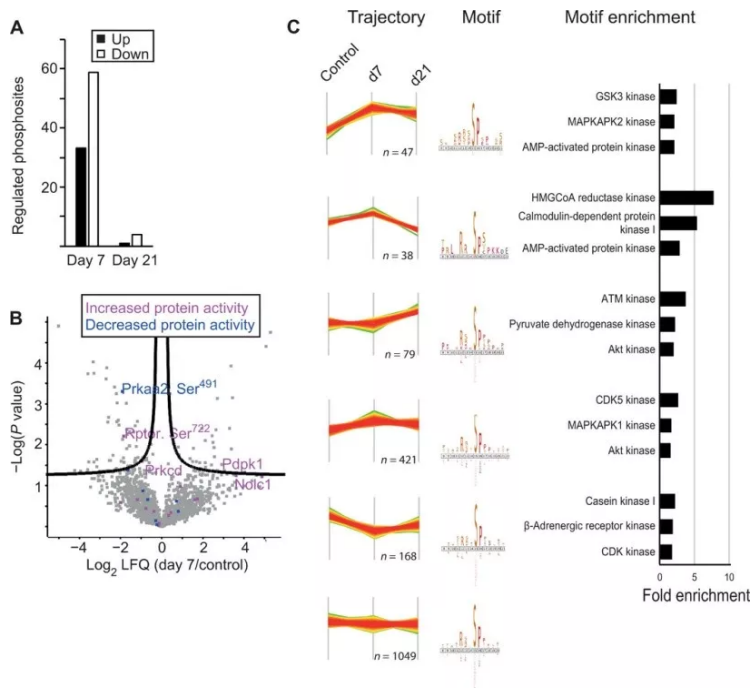 A
Up
Down
Regulated phosphosites
60
40
20
Day 7
Day 21
B
Increased protein activity
Decreased protein activity
–Log(P value)
4
3
2
1
Prkaa2, Ser491
Rptor. Ser722
Prkcd
Pdpk1
Nolc1
–4
–2
0
2
4
Log2 LFQ (day 7/control)
C
Trajectory
Motif
Motif enrichment
Control
d7
d21
n = 47
GSK3 kinase
MAPKAPK2 kinase
AMP-activated protein kinase
n = 38
HMGCoA reductase kinase
Calmodulin-dependent protein
kinase I
AMP-activated protein kinase
n = 79
ATM kinase
Pyruvate dehydrogenase kinase
Akt kinase
n = 421
CDK5 kinase
MAPKAPK1 kinase
Akt kinase
n = 168
Casein kinase I
β-Adrenergic receptor kinase
CDK kinase
n = 1049
0
5
10
Fold enrichment